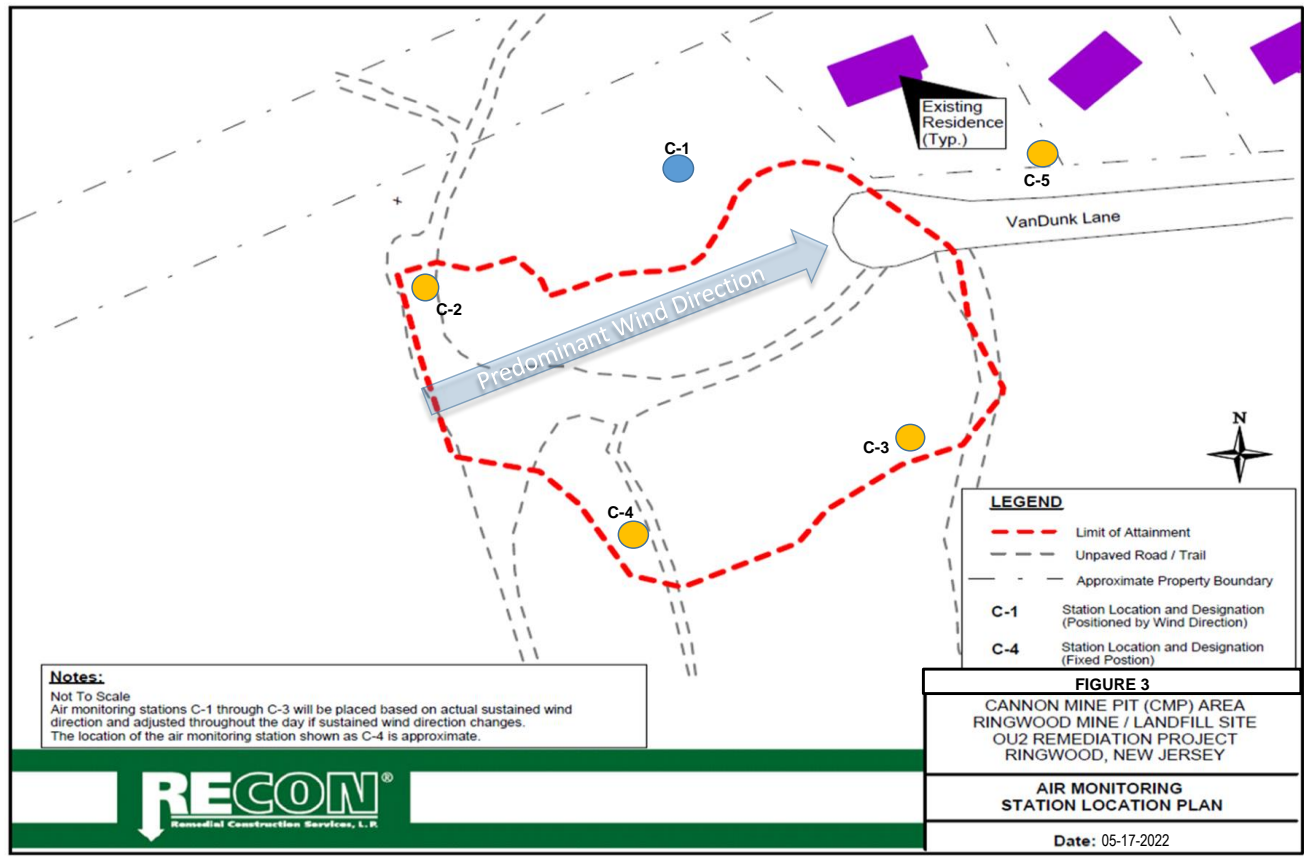 C-1
Existing
Residence
(Typ.)
C-5
VanDunk Lane
C-2
Predominant Wind Direction
C-3
C-4
N
LEGEND
Limit of Attainment
Unpaved Road / Trail
Approximate Property Boundary
C-1 Station Location and Designation
(Positioned by Wind Direction)
C-4 Station Location and Designation
(Fixed Postion)
Notes:
Not To Scale
Air monitoring stations C-1 through C-3 will be placed based on actual sustained wind
direction and adjusted throughout the day if sustained wind direction changes.
The location of the air monitoring station shown as C-4 is approximate.
FIGURE 3
CANNON MINE PIT (CMP) AREA
RINGWOOD MINE / LANDFILL SITE
OU2 REMEDIATION PROJECT
RINGWOOD, NEW JERSEY
AIR MONITORING
STATION LOCATION PLAN
Date: 05-17-2022
RECON®
Remedial Construction Services, L.P.